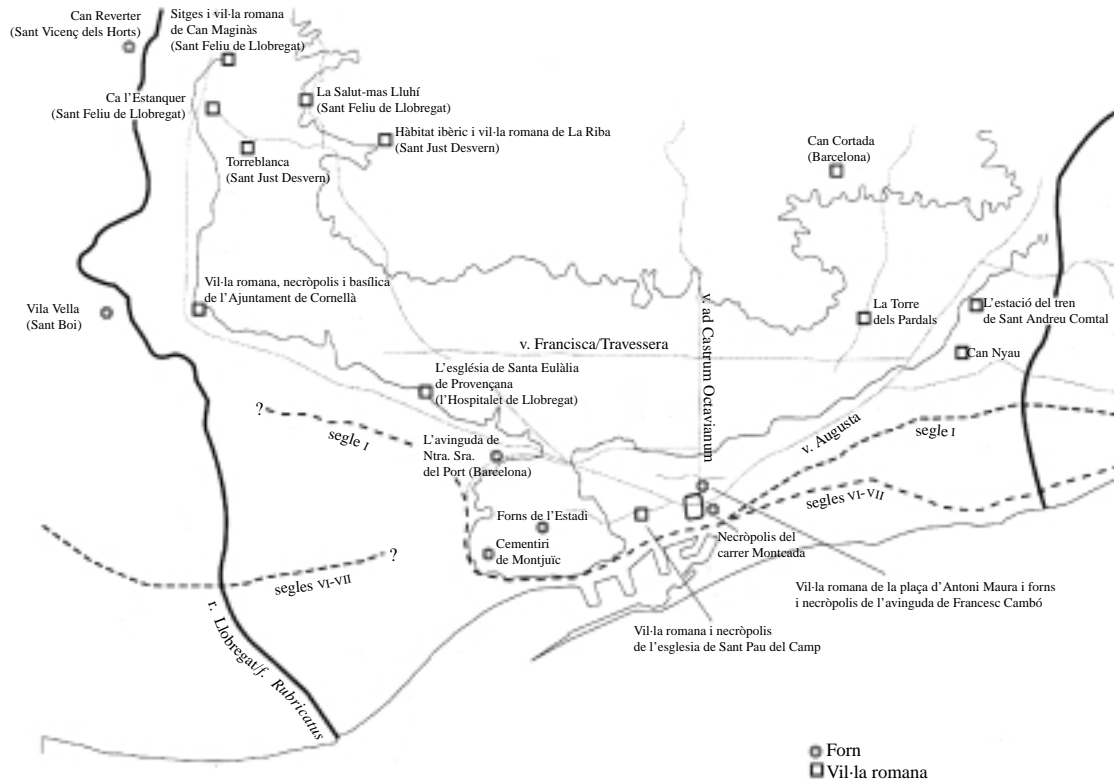 Can Reverter
(Sant Vicenç dels Horts)
Sitges i vil·la romana
de Can Maginàs
(Sant Feliu de Llobregat)
Ca l’Estanquer
(Sant Feliu de Llobregat)
La Salut-mas Lluhí
(Sant Feliu de Llobregat)
Hàbitat ibèric i vil·la romana de La Riba
(Sant Just Desvern)
Torreblanca
(Sant Just Desvern)
Can Cortada
(Barcelona)
Vil·la romana, necròpolis i basílica
de l’Ajuntament de Cornellà
Vila Vella
(Sant Boi)
v. ad Castrum Octavianum
La Torre
dels Pardals
L’estació del tren
de Sant Andreu Comtal
v. Francisca/Travessera
Can Nyau
L’església de Santa Eulàlia
de Provençana
(l’Hospitalet de Llobregat)
?
segle I
L’avinguda de
Ntra. Sra.
del Port (Barcelona)
v. Augusta
segle I
segles VI-VII
Forns de l’Estadi
Cementiri
de Montjuïc
Necròpolis del
carrer Montcada
?
segles VI-VII
Vil·la romana de la plaça d’Antoni Maura i forns
i necròpolis de l’avinguda de Francesc Cambó
Vil·la romana i necròpolis
de l’esglesia de Sant Pau del Camp
r. Llobregat/f. Rubricatus
Forn
Vil·la romana